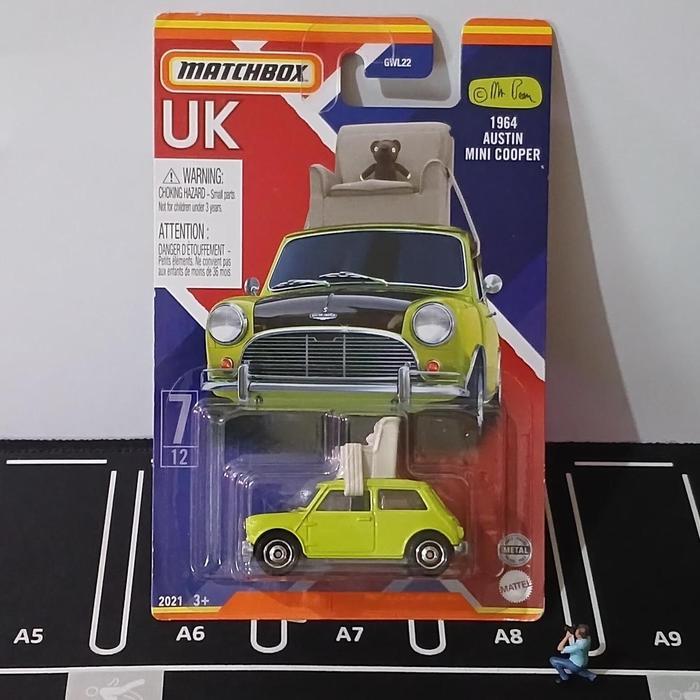 MATCHBOX
GWL22
UK
© Mr. Bean
1964
AUSTIN
MINI COOPER
WARNING:
CHOKING HAZARD – Small parts
Not for children under 3 years.
ATTENTION :
DANGER D'ÉTOUFFEMENT –
Petits éléments. Ne convient pas
aux enfants de moins de 36 mois
7
12
METAL
MATTEL
2021 3+
A5
A6
A7
A8
A9